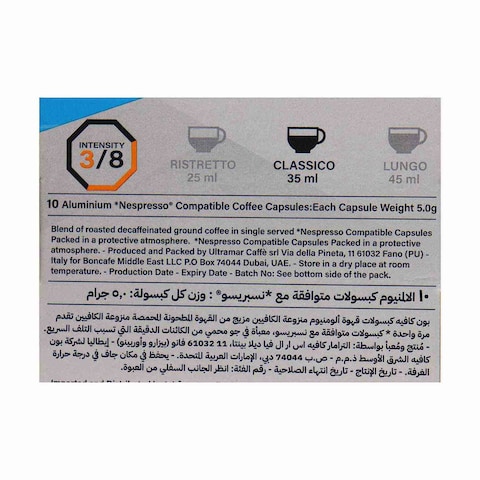 INTENSITY
3/8
RISTRETTO
25 ml
CLASSICO
35 ml
LUNGO
45 ml
10 Aluminium *Nespresso* Compatible Coffee Capsules:Each Capsule Weight 5.0g
Blend of roasted decaffeinated ground coffee in single served *Nespresso Compatible Capsules
Packed in a protective atmosphere. *Nespresso Compatible Capsules Packed in a protective
atmosphere. - Produced and Packed by Ultramar Caffè srl Via della Pineta, 11 61032 Fano (PU) -
Italy for Boncafe Middle East LLC P.O Box 74044 Dubai, UAE. - Store in a dry place at room
temperature. - Production Date - Expiry Date - Batch No: See bottom side of the pack.
١٠ الالمنيوم كبسولات متوافقة مع *نسبريسو° : وزن كل كبسولة: ٥,٠ جرام
بون كافيه كبسولات قهوة ألومنيوم منزوعة الكافيين مزيج من القهوة المطحونة المحمصة منزوعة الكافيين تقدم
مرة واحدة * كبسولات متوافقة مع نسبريسو، معبأة في جو محمي من الكائنات الدقيقة التي تسبب التلف السريع.
- مُنتج ومُعبأ بواسطة: الترامار كافيه اس ار ال فيا ديلا بينتا، 11 61032 فانو (بيزارو وأوربينو) - إيطاليا لشركة بون
كافيه الشرق الأوسط ذ.م.م - ص.ب 74044 دبي، الإمارات العربية المتحدة. - يحفظ في مكان جاف في درجة حرارة
الغرفة. - تاريخ الإنتاج - تاريخ انتهاء الصلاحية - رقم الفئة: نظر الجانب السفلي من العبوة.